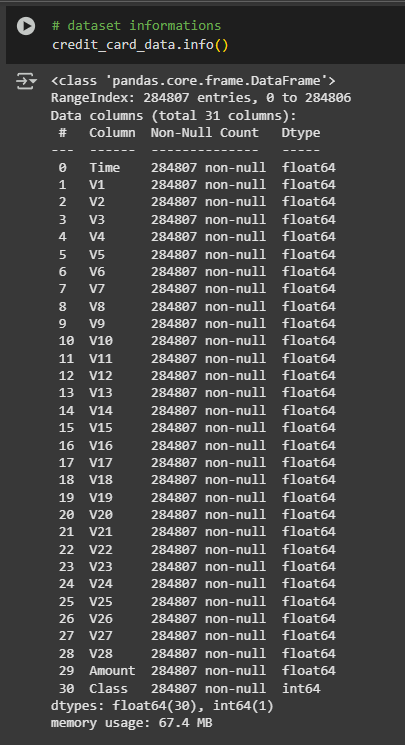 # dataset informations
credit_card_data.info()
<class 'pandas.core.frame.DataFrame'>
RangeIndex: 284807 entries, 0 to 284806
Data columns (total 31 columns):
 #   Column  Non-Null Count   Dtype
---  ------  --------------   -----
 0   Time    284807 non-null  float64
 1   V1      284807 non-null  float64
 2   V2      284807 non-null  float64
 3   V3      284807 non-null  float64
 4   V4      284807 non-null  float64
 5   V5      284807 non-null  float64
 6   V6      284807 non-null  float64
 7   V7      284807 non-null  float64
 8   V8      284807 non-null  float64
 9   V9      284807 non-null  float64
 10  V10     284807 non-null  float64
 11  V11     284807 non-null  float64
 12  V12     284807 non-null  float64
 13  V13     284807 non-null  float64
 14  V14     284807 non-null  float64
 15  V15     284807 non-null  float64
 16  V16     284807 non-null  float64
 17  V17     284807 non-null  float64
 18  V18     284807 non-null  float64
 19  V19     284807 non-null  float64
 20  V20     284807 non-null  float64
 21  V21     284807 non-null  float64
 22  V22     284807 non-null  float64
 23  V23     284807 non-null  float64
 24  V24     284807 non-null  float64
 25  V25     284807 non-null  float64
 26  V26     284807 non-null  float64
 27  V27     284807 non-null  float64
 28  V28     284807 non-null  float64
 29  Amount  284807 non-null  float64
 30  Class   284807 non-null  int64
dtypes: float64(30), int64(1)
memory usage: 67.4 MB